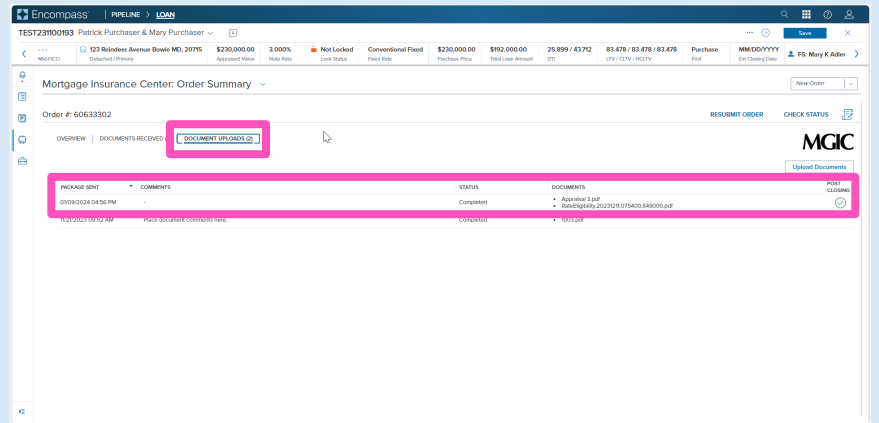 Encompass® | PIPELINE > LOAN
TEST231100193 Patrick Purchaser & Mary Purchaser
Save
--- 123 Reindeer Avenue Bowie MD, 20715 $230,000.00 3.000% Not Locked Conventional Fixed $230,000.00 $192,000.00 25.899 / 43.712 83.478 / 83.478 / 83.478 Purchase MM/DD/YYYY FS: Mary K Adler
Mid-FICO Detached | Primary Appraised Value Note Rate Lock Status Fixed Rate Purchase Price Total Loan Amount DTI LTV / CLTV / HCLTV First Est Closing Date
Mortgage Insurance Center: Order Summary
New Order
Order #: 60633302
RESUBMIT ORDER CHECK STATUS
OVERVIEW | DOCUMENTS RECEIVED DOCUMENT UPLOADS (2)
MGIC
Upload Documents
PACKAGE SENT COMMENTS STATUS DOCUMENTS POST CLOSING
01/09/2024 04:56 PM - Completed • Appraisal 3.pdf
• RateEligibility.20231211.075400.849000.pdf
11/21/2023 09:52 AM Place document comments here. Completed • 1003.pdf